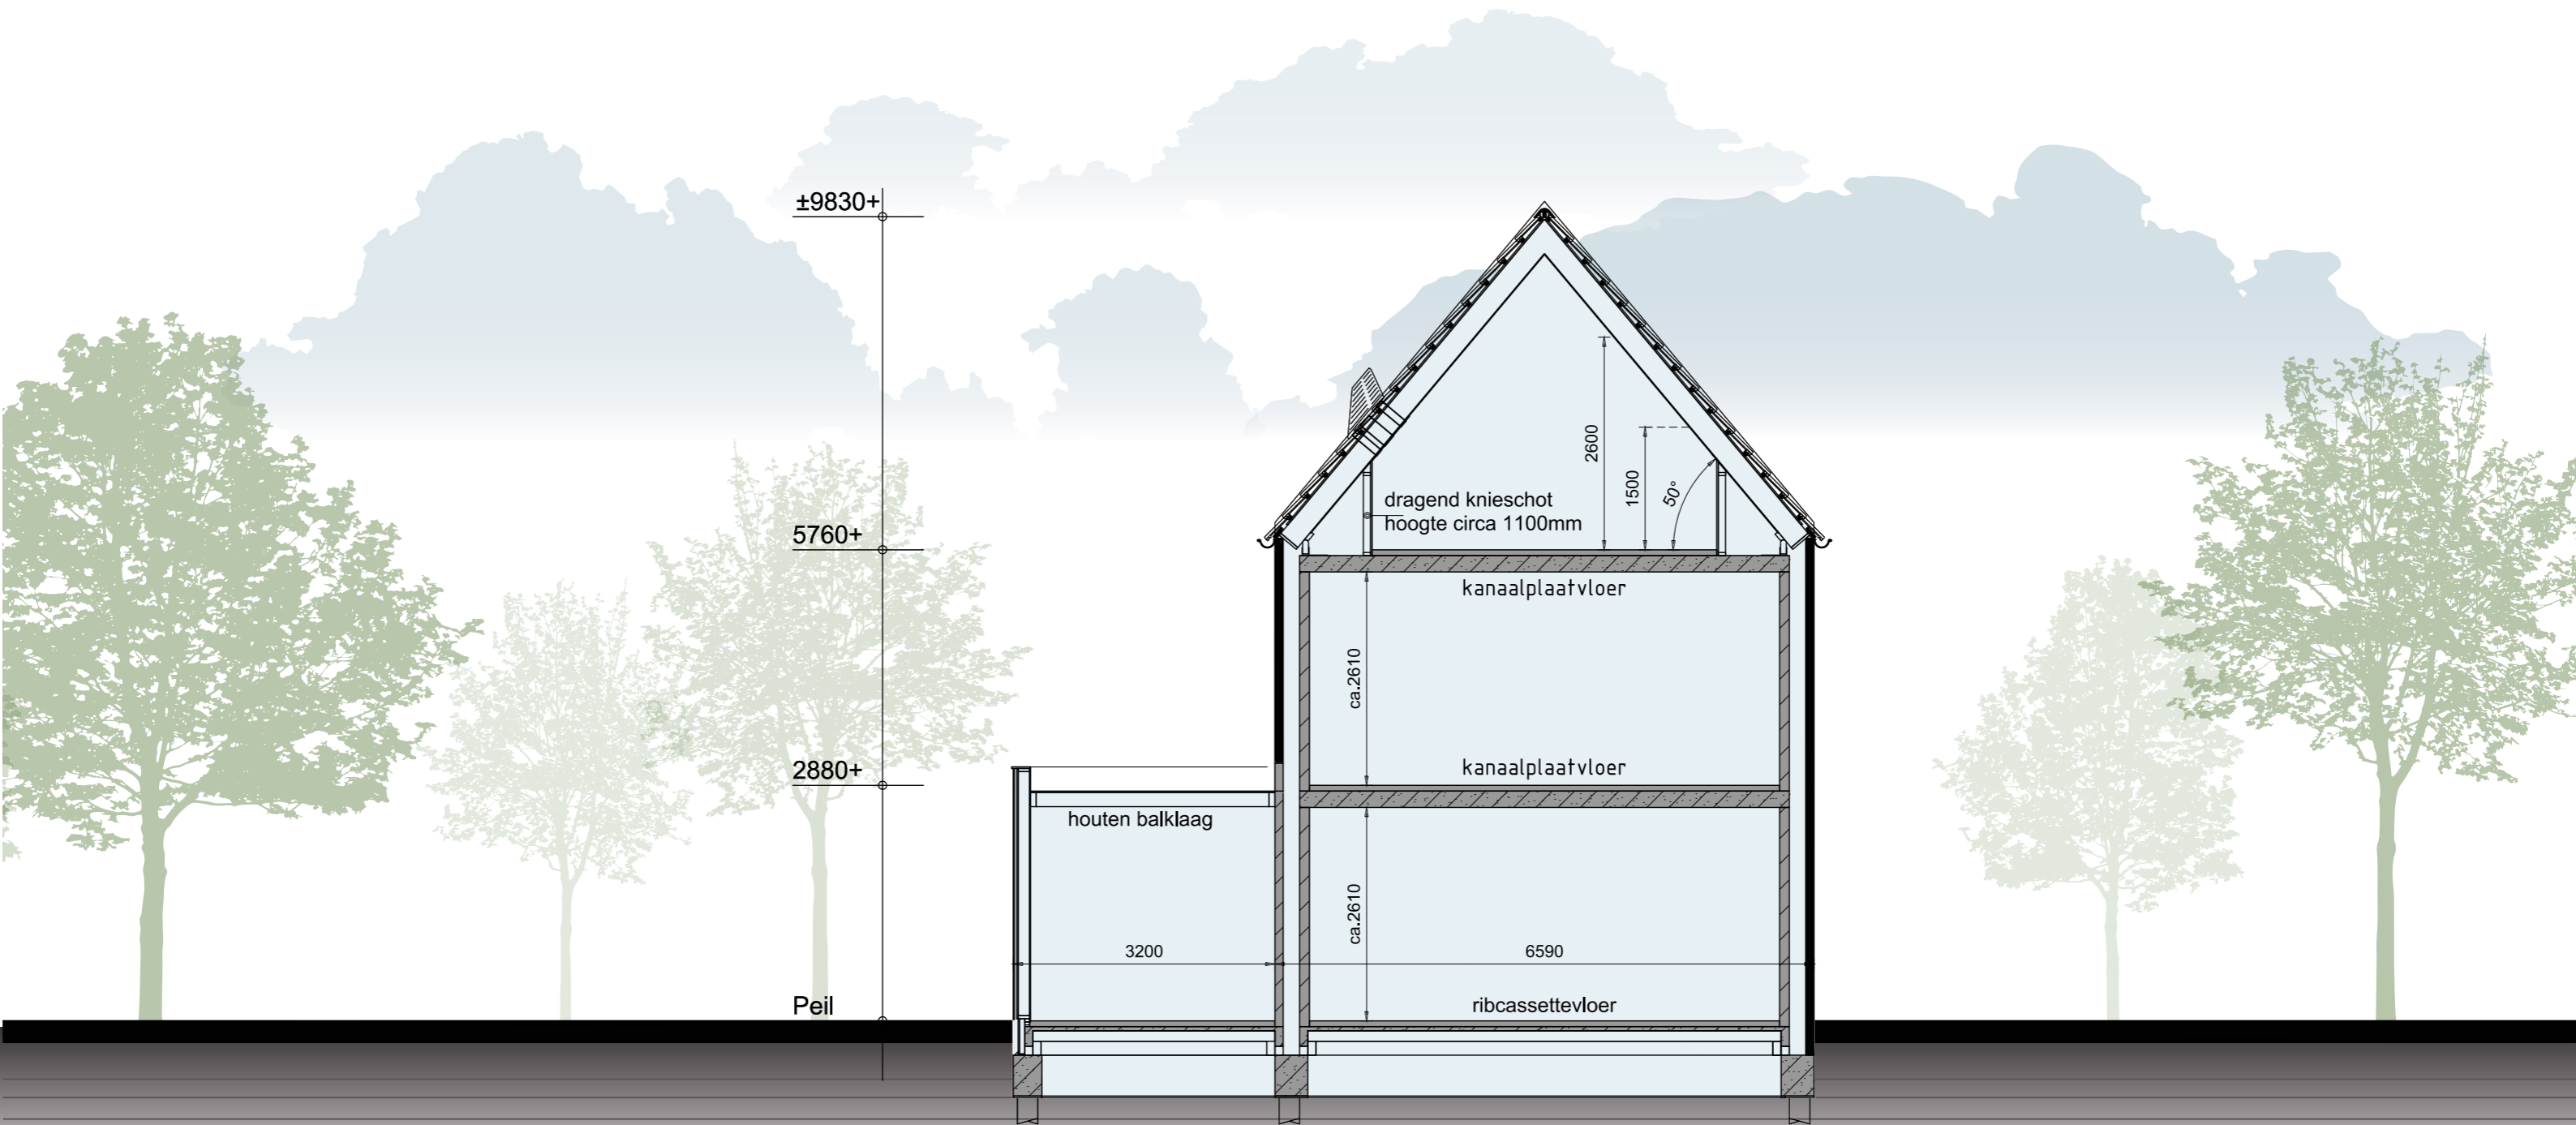 ±9830+
2600
1500
50°
dragend knieschot
hoogte circa 1100mm
5760+
kanaalplaatvloer
ca.2610
kanaalplaatvloer
2880+
houten balklaag
ca.2610
3200
6590
Peil
ribcassettevloer